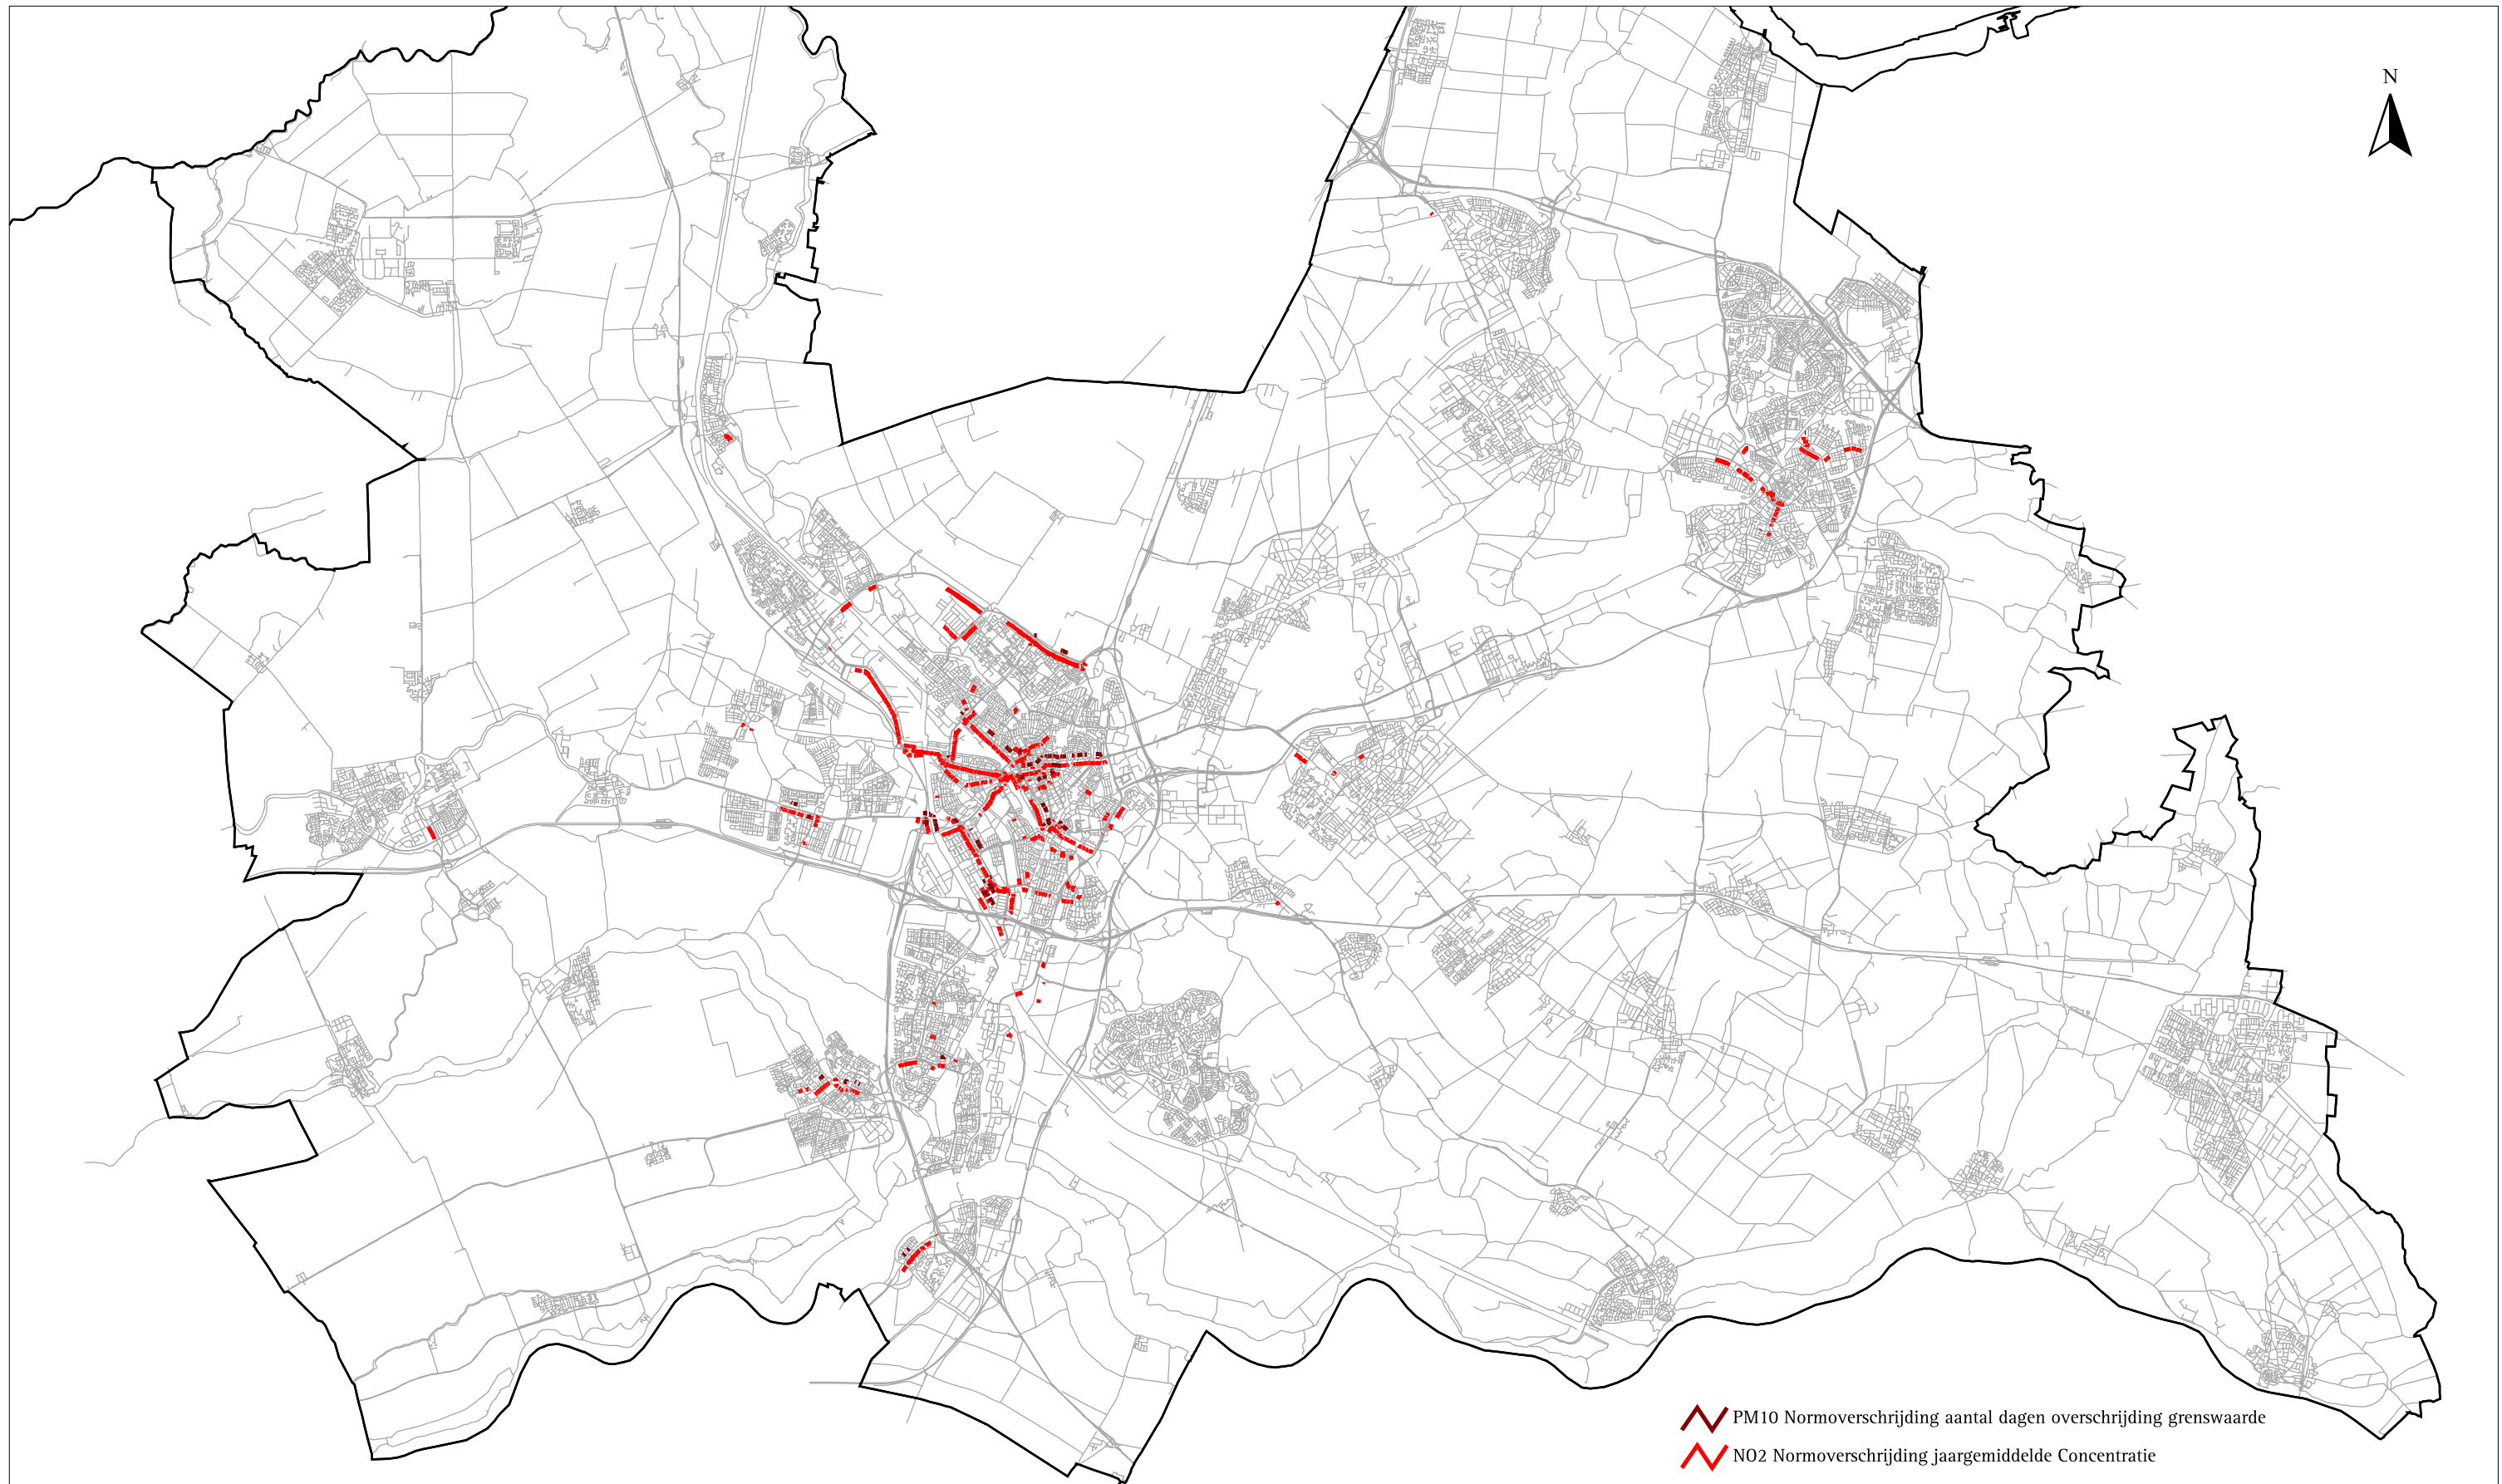 N
PM10 Normoverschrijding aantal dagen overschrijding grenswaarde
NO2 Normoverschrijding jaargemiddelde Concentratie